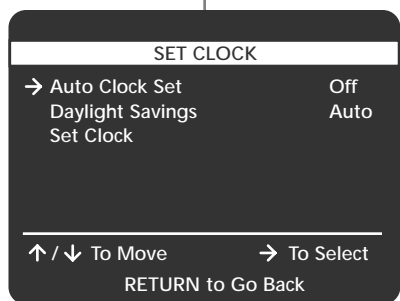 SET CLOCK
→ Auto Clock Set Off
Daylight Savings Auto
Set Clock
↑ / ↓ To Move → To Select
RETURN to Go Back